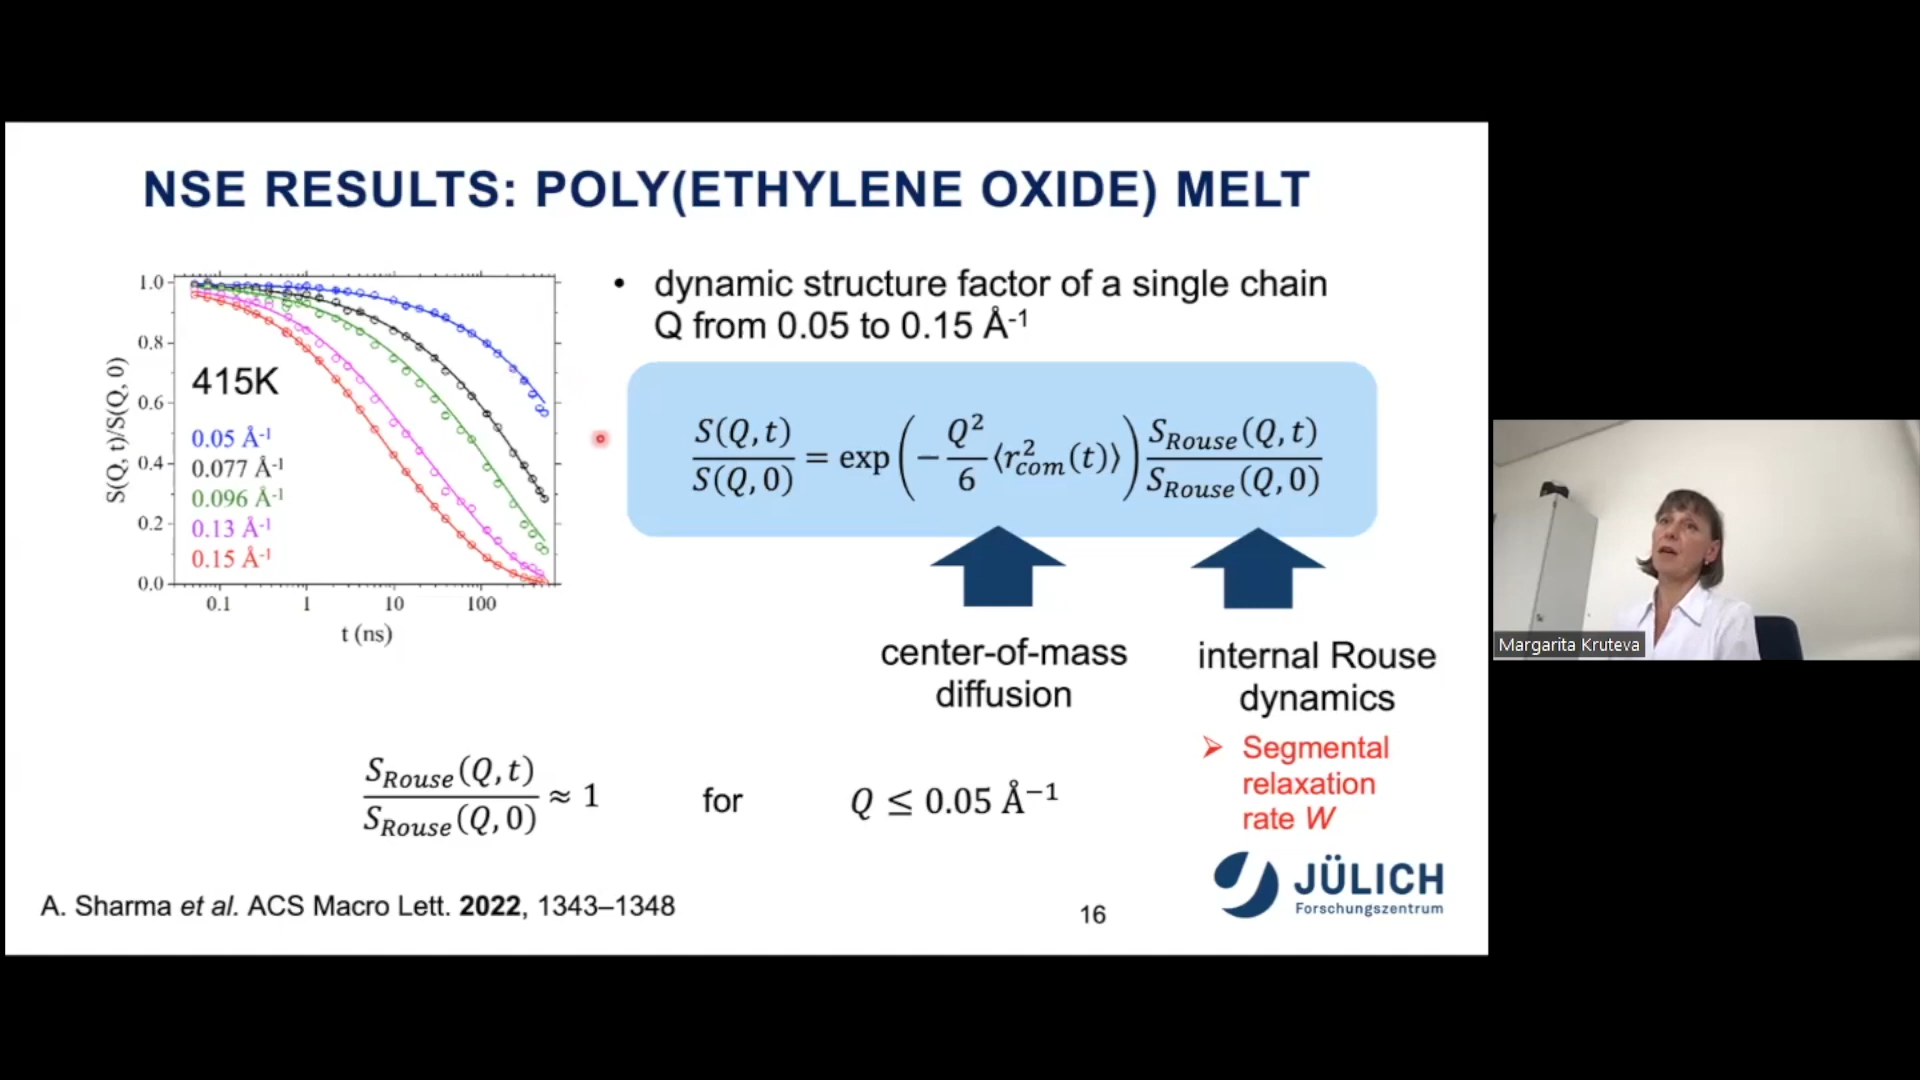 NSE RESULTS: POLY(ETHYLENE OXIDE) MELT
1.0
0.8
0.6
0.4
0.2
0.0
S(Q, t)/S(Q, 0)
415K
0.05 Å-1
0.077 Å-1
0.096 Å-1
0.13 Å-1
0.15 Å-1
0.1 1 10 100
t (ns)
• dynamic structure factor of a single chain
Q from 0.05 to 0.15 Å-1
S(Q,t)/S(Q,0) = exp(−Q²/6 ⟨r²com(t)⟩) SRouse(Q,t)/SRouse(Q,0)
center-of-mass
diffusion
internal Rouse
dynamics
➢ Segmental
relaxation
rate W
SRouse(Q,t)/SRouse(Q,0) ≈ 1 for Q ≤ 0.05 Å−1
A. Sharma et al. ACS Macro Lett. 2022, 1343–1348
16
JÜLICH
Forschungszentrum
Margarita Kruteva